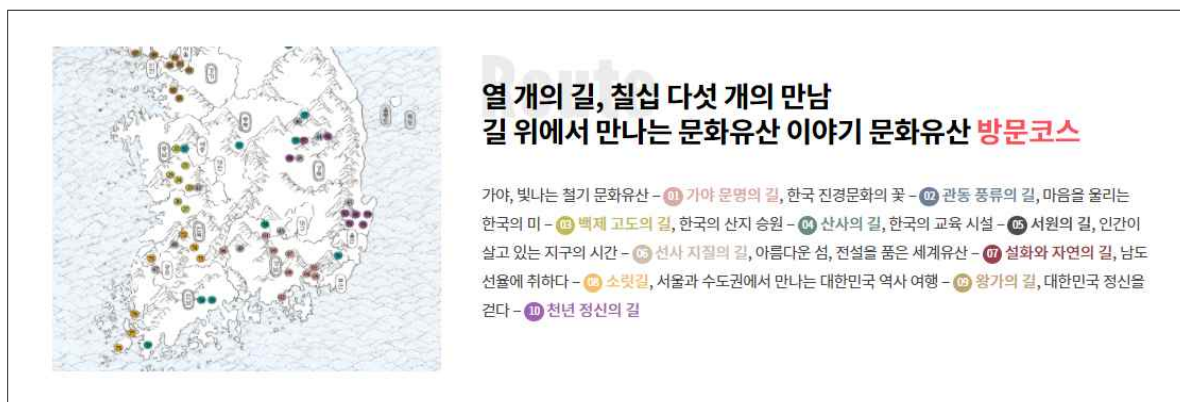 Route
열 개의 길, 칠십 다섯 개의 만남
길 위에서 만나는 문화유산 이야기 문화유산 방문코스
가야, 빛나는 철기 문화유산 – 01 가야 문명의 길, 한국 진경문화의 꽃 – 02 관동 풍류의 길, 마음을 울리는
한국의 미 – 03 백제 고도의 길, 한국의 산지 승원 – 04 산사의 길, 한국의 교육 시설 – 05 서원의 길, 인간이
살고 있는 지구의 시간 – 06 선사 지질의 길, 아름다운 섬, 전설을 품은 세계유산 – 07 설화와 자연의 길, 남도
선율에 취하다 – 08 소릿길, 서울과 수도권에서 만나는 대한민국 역사 여행 – 09 왕가의 길, 대한민국 정신을
걷다 – 10 천년 정신의 길